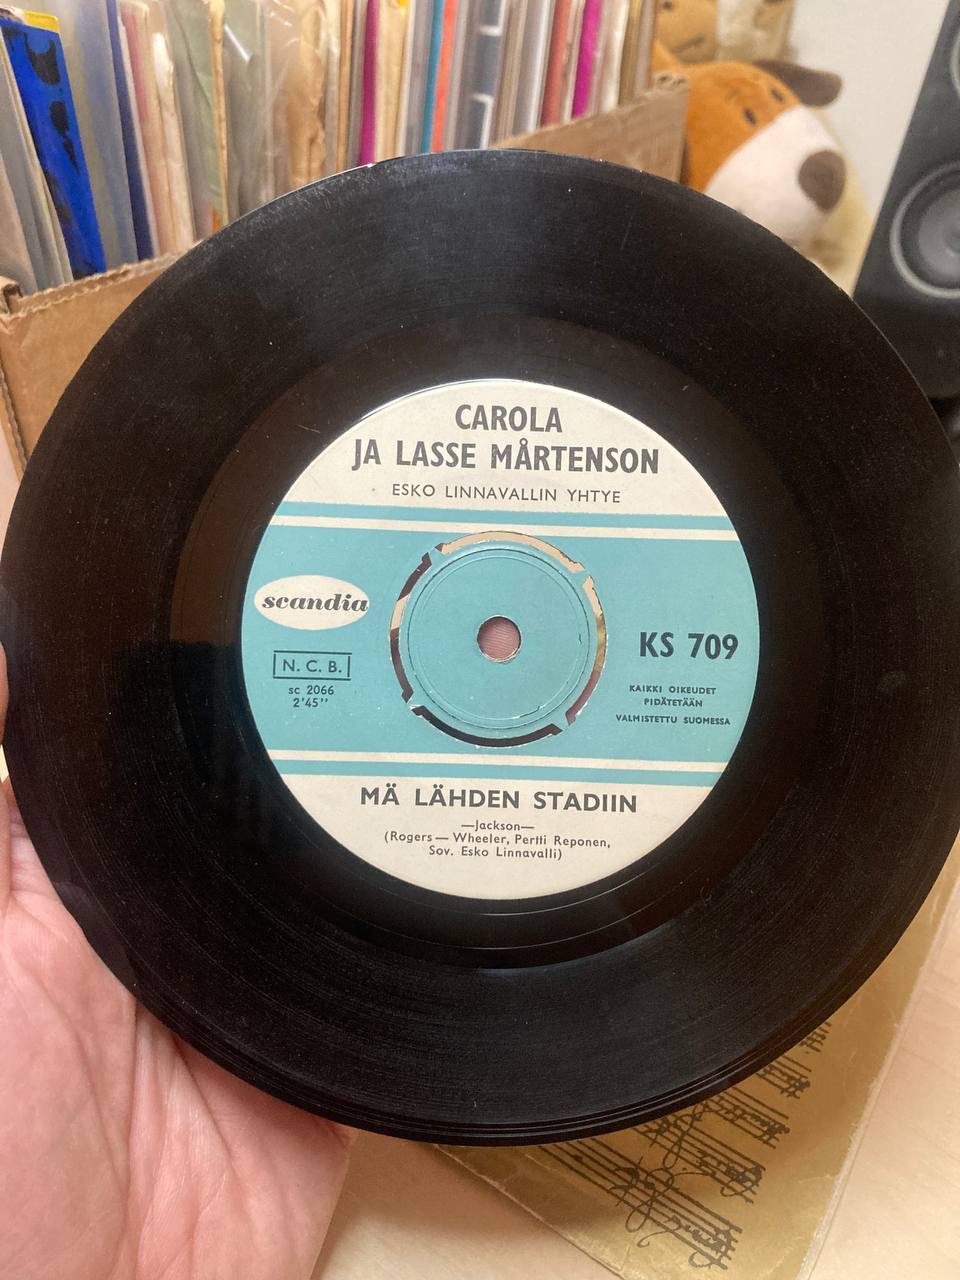 CAROLA
JA LASSE MÅRTENSON
ESKO LINNAVALLIN YHTYE
scandia
N. C. B.
sc 2066
2'45''
KS 709
KAIKKI OIKEUDET
PIDÄTETÄÄN
VALMISTETTU SUOMESSA
MÄ LÄHDEN STADIIN
—Jackson—
(Rogers — Wheeler, Pertti Reponen,
Sov. Esko Linnavalli)